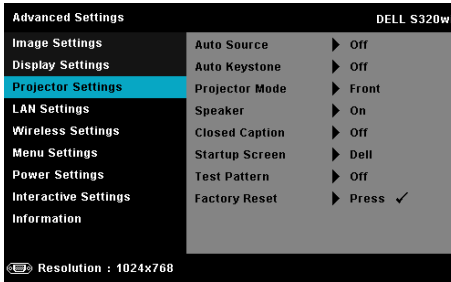 Advanced Settings DELL S320w
Image Settings
Display Settings
Projector Settings
LAN Settings
Wireless Settings
Menu Settings
Power Settings
Interactive Settings
Information
Auto Source Off
Auto Keystone Off
Projector Mode Front
Speaker On
Closed Caption Off
Startup Screen Dell
Test Pattern Off
Factory Reset Press ✓
Resolution : 1024x768